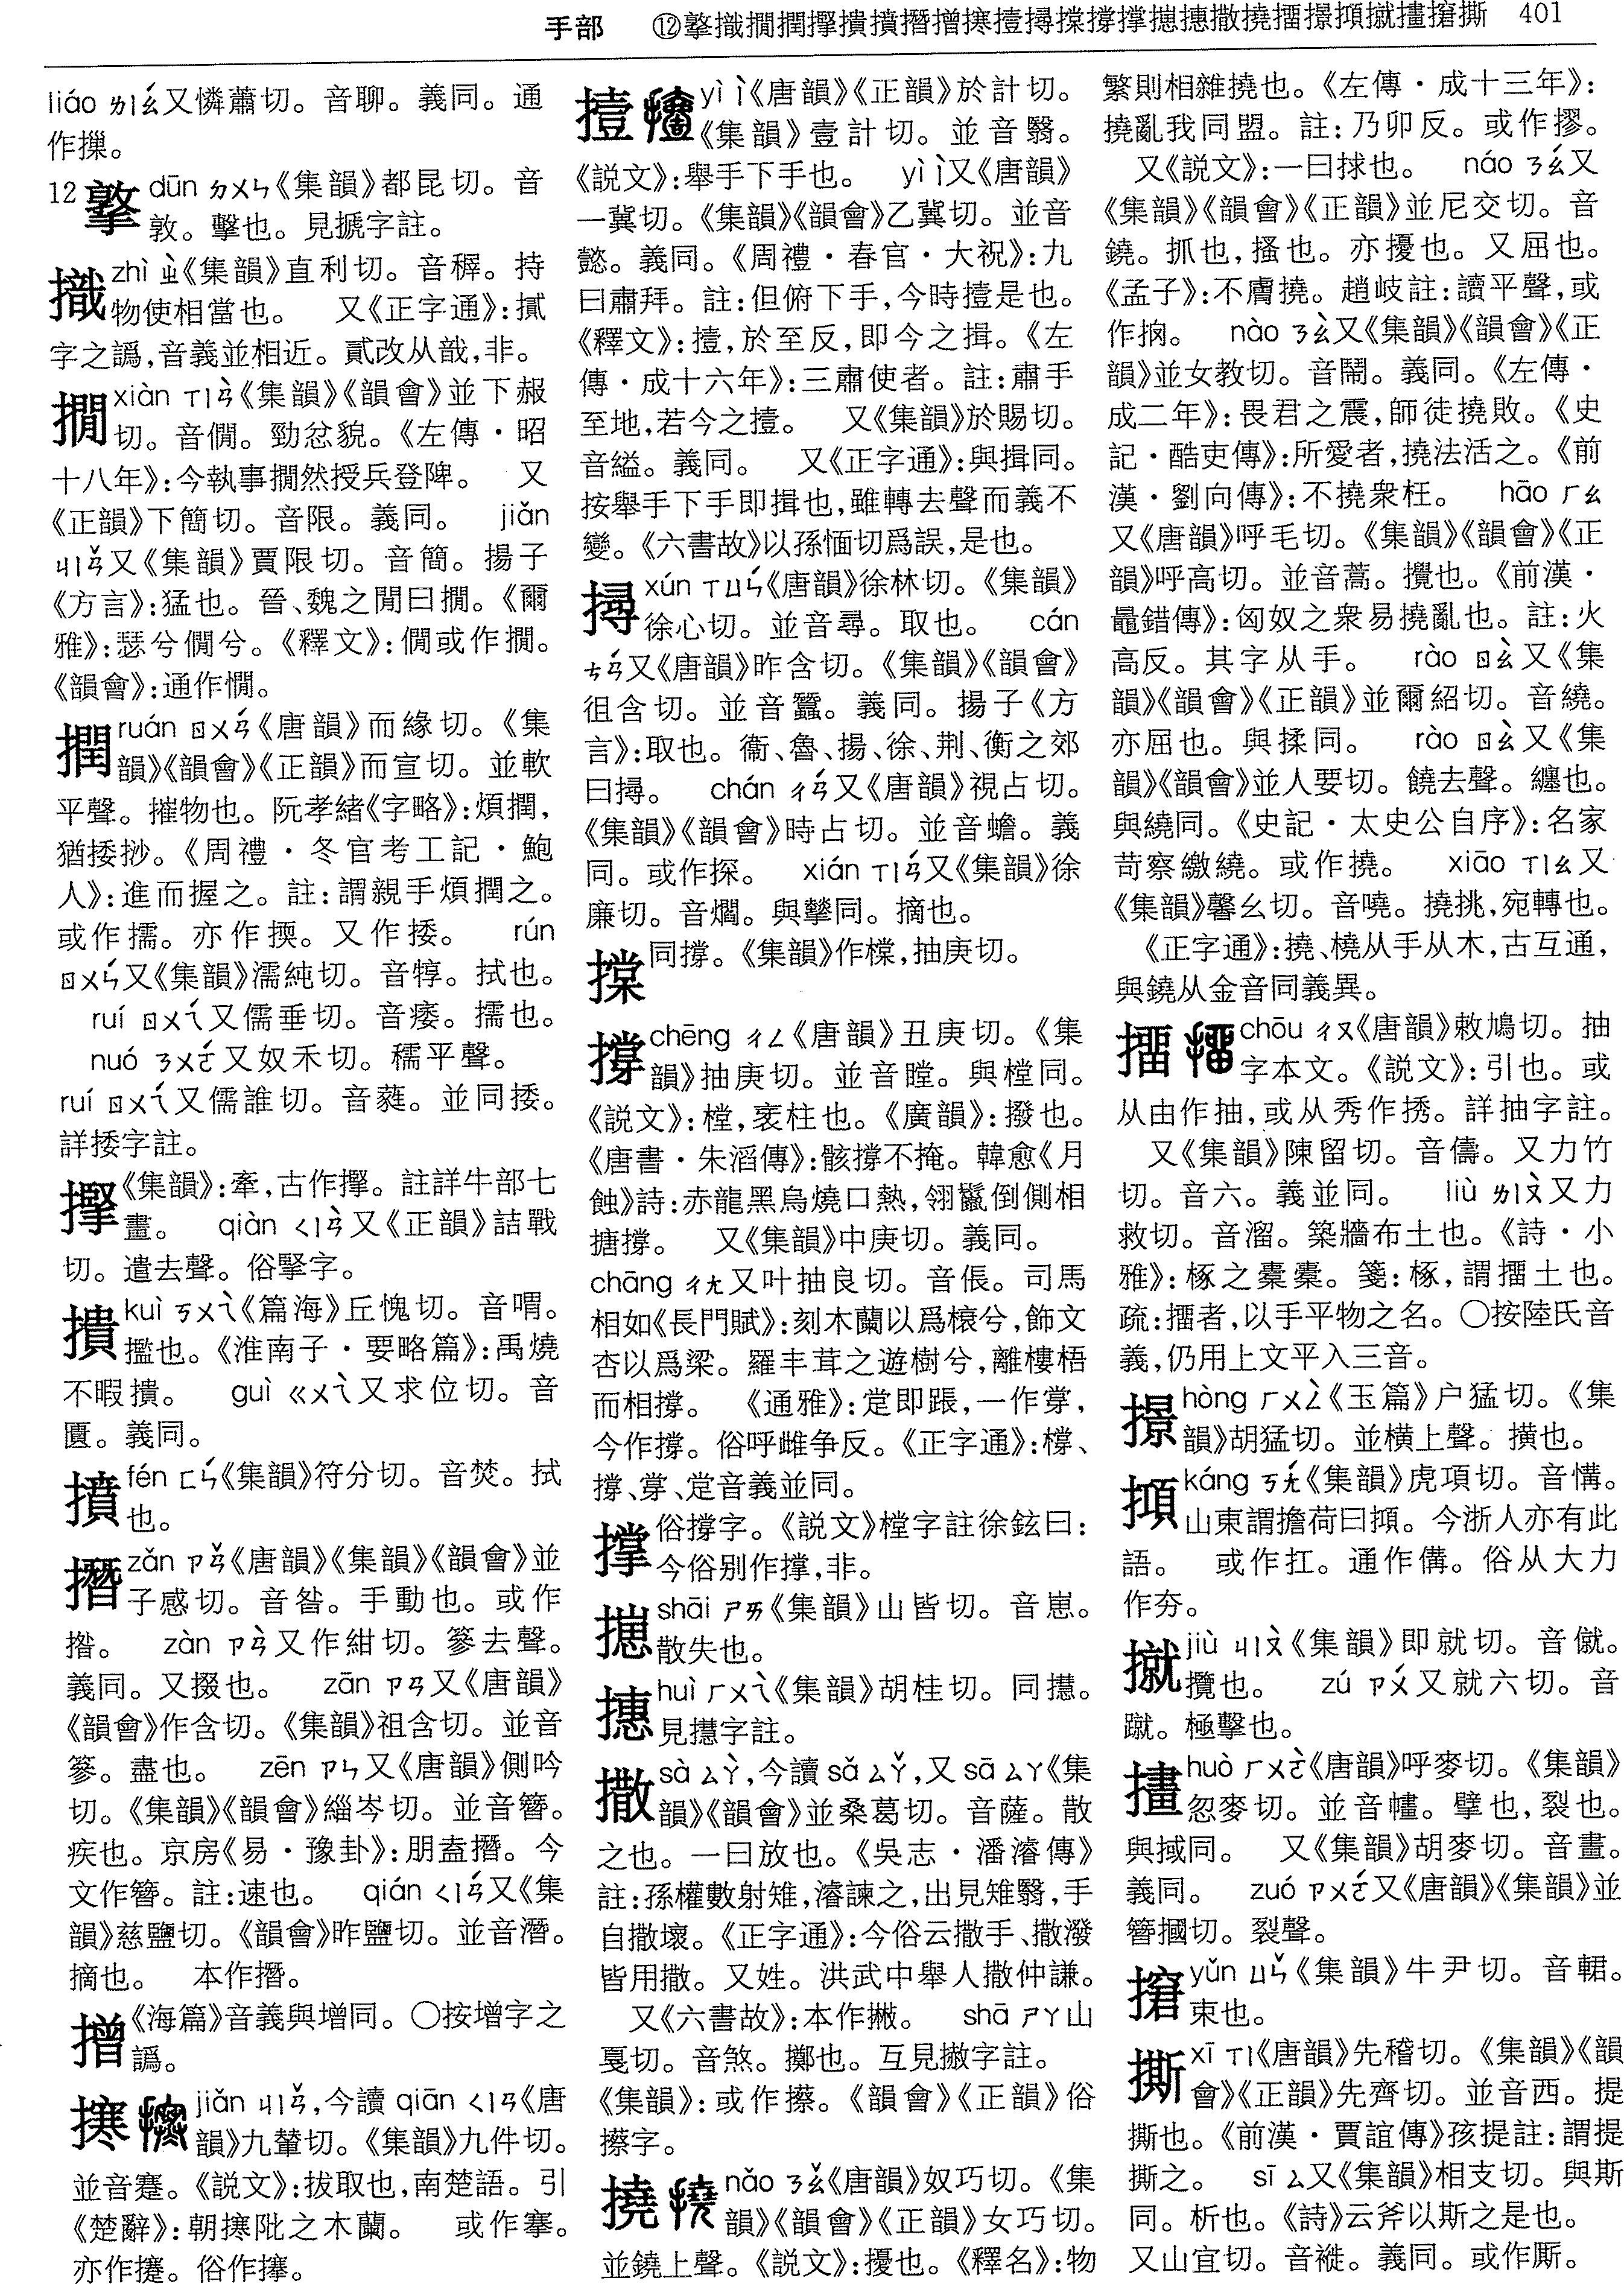 手部 ⑫撉擳撊撋掔撌撔撍增攓撎撏樘撑撐摠㨤撒撓擂撔撗撠擭攟撕 401
liáo ㄌㄧㄠˊ又憐蕭切。音聊。義同。通
作撷。
12撉 dūn ㄉㄨㄣ《集韻》都昆切。音
敦。擊也。見搋字註。
zhì ㄓˋ《集韻》直利切。音稺。持
物使相當也。 又《正字通》:摵
字之譌,音義並相近。貳改从戠,非。
撊 xiàn ㄒㄧㄢˋ《集韻》《韻會》並下赧
切。音僩。勁忿貌。《左傳·昭
十八年》:今執事撊然授兵登陴。 又
《正韻》下簡切。音限。義同。 jiǎn
ㄐㄧㄢˇ又《集韻》賈限切。音簡。揚子
《方言》:猛也。晉、魏之閒曰撊。《爾
雅》:瑟兮僩兮。《釋文》:僩或作撊。
《韻會》:通作憪。
撋 ruán ㄖㄨㄢˊ《唐韻》而緣切。《集
韻》《韻會》《正韻》而宣切。並軟
平聲。摧物也。阮孝緒《字略》:煩撋,
猶捼挱。《周禮·冬官考工記·鮑
人》:進而握之。註:謂親手煩撋之。
或作擩。亦作㨎。又作捼。 rún
ㄖㄨㄣˊ又《集韻》濡純切。音犉。拭也。
ruí ㄖㄨㄟˊ又儒垂切。音痿。擩也。
nuó ㄋㄨㄛˊ又奴禾切。穤平聲。
ruí ㄖㄨㄟˊ又儒誰切。音蕤。並同捼。
詳捼字註。
《集韻》:牽,古作㩃。註詳牛部七
畫。 qiàn ㄑㄧㄢˋ又《正韻》詰戰
切。遣去聲。俗掔字。
撌 kuì ㄎㄨㄟˋ《篇海》丘愧切。音喟。
㩜也。《淮南子·要略篇》:禹燒
不暇撌。 guì ㄍㄨㄟˋ又求位切。音
匱。義同。
fén ㄈㄣˊ《集韻》符分切。音焚。拭
也。
撍 zǎn ㄗㄢˇ《唐韻》《集韻》《韻會》並
子感切。音昝。手動也。或作
揝。 zàn ㄗㄢˋ又作紺切。篸去聲。
義同。又掇也。 zān ㄗㄢ又《唐韻》
《韻會》作含切。《集韻》祖含切。並音
篸。盡也。 zēn ㄗㄣ又《唐韻》側吟
切。《集韻》《韻會》緇岑切。並音簪。
疾也。京房《易·豫卦》:朋盍撍。今
文作簪。註:速也。 qián ㄑㄧㄢˊ又《集
韻》慈鹽切。《韻會》昨鹽切。並音潛。
摘也。 本作撍。
《海篇》音義與增同。〇按增字之
譌。
jiǎn ㄐㄧㄢˇ,今讀 qiān ㄑㄧㄢ《唐
韻》九輦切。《集韻》九件切。
並音蹇。《説文》:拔取也,南楚語。引
《楚辭》:朝㩃阰之木蘭。 或作搴。
亦作攓。俗作㩃。
撎 yì ㄧˋ《唐韻》《正韻》於計切。
《集韻》壹計切。並音翳。
《説文》:舉手下手也。 yì ㄧˋ又《唐韻》
一冀切。《集韻》《韻會》乙冀切。並音
懿。義同。《周禮·春官·大祝》:九
曰肅拜。註:但俯下手,今時撎是也。
《釋文》:撎,於至反,即今之揖。《左
傳·成十六年》:三肅使者。註:肅手
至地,若今之撎。 又《集韻》於賜切。
音縊。義同。 又《正字通》:與揖同。
按舉手下手即揖也,雖轉去聲而義不
變。《六書故》以孫愐切爲誤,是也。
撏 xún ㄒㄩㄣˊ《唐韻》徐林切。《集韻》
徐心切。並音尋。取也。 cán
ㄘㄢˊ又《唐韻》昨含切。《集韻》《韻會》
徂含切。並音蠶。義同。揚子《方
言》:取也。衞、魯、揚、徐、荆、衡之郊
曰撏。 chán ㄔㄢˊ又《唐韻》視占切。
《集韻》《韻會》時占切。並音蟾。義
同。或作探。 xián ㄒㄧㄢˊ又《集韻》徐
廉切。音燗。與㩥同。摘也。
同撐。《集韻》作橖,抽庚切。
撐 chēng ㄔㄥ《唐韻》丑庚切。《集
韻》抽庚切。並音瞠。與樘同。
《説文》:樘,衺柱也。《廣韻》:撥也。
《唐書·朱滔傳》:骸撐不掩。韓愈《月
蝕》詩:赤龍黑烏燒口熱,翎鬣倒側相
搪撐。 又《集韻》中庚切。義同。
chāng ㄔㄤ又叶抽良切。音倀。司馬
相如《長門賦》:刻木蘭以爲榱兮,飾文
杏以爲梁。羅丰茸之遊樹兮,離樓梧
而相撐。 《通雅》:定即䟫,一作牚,
今作撐。俗呼雌争反。《正字通》:橕、
撐、牚、定音義並同。
撑 俗撐字。《説文》樘字註徐鉉曰:
今俗别作撑,非。
shāi ㄕㄞ《集韻》山皆切。音崽。
散失也。
huì ㄏㄨㄟˋ《集韻》胡桂切。同㩨。
見㩨字註。
撒 sà ㄙㄚˋ,今讀 sǎ ㄙㄚˇ,又 sā ㄙㄚ《集
韻》《韻會》並桑葛切。音薩。散
之也。一曰放也。《吳志·潘濬傳》
註:孫權數射雉,濬諫之,出見雉翳,手
自撒壞。《正字通》:今俗云撒手、撒潑
皆用撒。又姓。洪武中舉人撒仲謙。
又《六書故》:本作㪇。 shā ㄕㄚ山
戛切。音煞。擲也。互見摋字註。
《集韻》:或作攃。《韻會》《正韻》俗
攃字。
撓 nǎo ㄋㄠˇ《唐韻》奴巧切。《集
韻》《韻會》《正韻》女巧切。
並鐃上聲。《説文》:擾也。《釋名》:物
繁則相雜撓也。《左傳·成十三年》:
撓亂我同盟。註:乃卯反。或作摎。
又《説文》:一曰捄也。 náo ㄋㄠˊ又
《集韻》《韻會》《正韻》並尼交切。音
鐃。抓也,搔也。亦擾也。又屈也。
《孟子》:不膚撓。趙岐註:讀平聲,或
作抐。 nào ㄋㄠˋ又《集韻》《韻會》《正
韻》並女教切。音鬧。義同。《左傳·
成二年》:畏君之震,師徒撓敗。《史
記·酷吏傳》:所愛者,撓法活之。《前
漢·劉向傳》:不撓衆枉。 hāo ㄏㄠ
又《唐韻》呼毛切。《集韻》《韻會》《正
韻》呼高切。並音蒿。攪也。《前漢·
鼂錯傳》:匈奴之衆易撓亂也。註:火
高反。其字从手。 rào ㄖㄠˋ又《集
韻》《韻會》《正韻》並爾紹切。音繞。
亦屈也。與揉同。 rào ㄖㄠˋ又《集
韻》《韻會》並人要切。饒去聲。纏也。
與繞同。《史記·太史公自序》:名家
苛察繳繞。或作撓。 xiāo ㄒㄧㄠ又
《集韻》馨幺切。音嘵。撓挑,宛轉也。
《正字通》:撓、橈从手从木,古互通,
與鐃从金音同義異。
㨨 chōu ㄔㄡ《唐韻》敕鳩切。抽
字本文。《説文》:引也。或
从由作抽,或从秀作㧨。詳抽字註。
又《集韻》陳留切。音儔。又力竹
切。音六。義並同。 liù ㄌㄧㄡˋ又力
救切。音溜。築牆布土也。《詩·小
雅》:椓之橐橐。箋:椓,謂㨨土也。
疏:㨨者,以手平物之名。〇按陸氏音
義,仍用上文平入三音。
hòng ㄏㄨㄥˋ《玉篇》户猛切。《集
韻》胡猛切。並横上聲。撗也。
káng ㄎㄤˊ《集韻》虎項切。音慃。
山東謂擔荷曰㩀。今浙人亦有此
語。 或作扛。通作傋。俗从大力
作夯。
jiù ㄐㄧㄡˋ《集韻》即就切。音僦。
攬也。 zú ㄗㄨˊ又就六切。音
蹴。極擊也。
huò ㄏㄨㄛˋ《唐韻》呼麥切。《集韻》
忽麥切。並音㦎。擘也,裂也。
與掝同。 又《集韻》胡麥切。音畫。
義同。 zuó ㄗㄨㄛˊ又《唐韻》《集韻》並
簪摑切。裂聲。
yǔn ㄩㄣˇ《集韻》牛尹切。音輑。
束也。
撕 xī ㄒㄧ《唐韻》先稽切。《集韻》《韻
會》《正韻》先齊切。並音西。提
撕也。《前漢·賈誼傳》孩提註:謂提
撕之。 sī ㄙ又《集韻》相支切。與斯
同。析也。《詩》云斧以斯之是也。
又山宜切。音褷。義同。或作㒋。